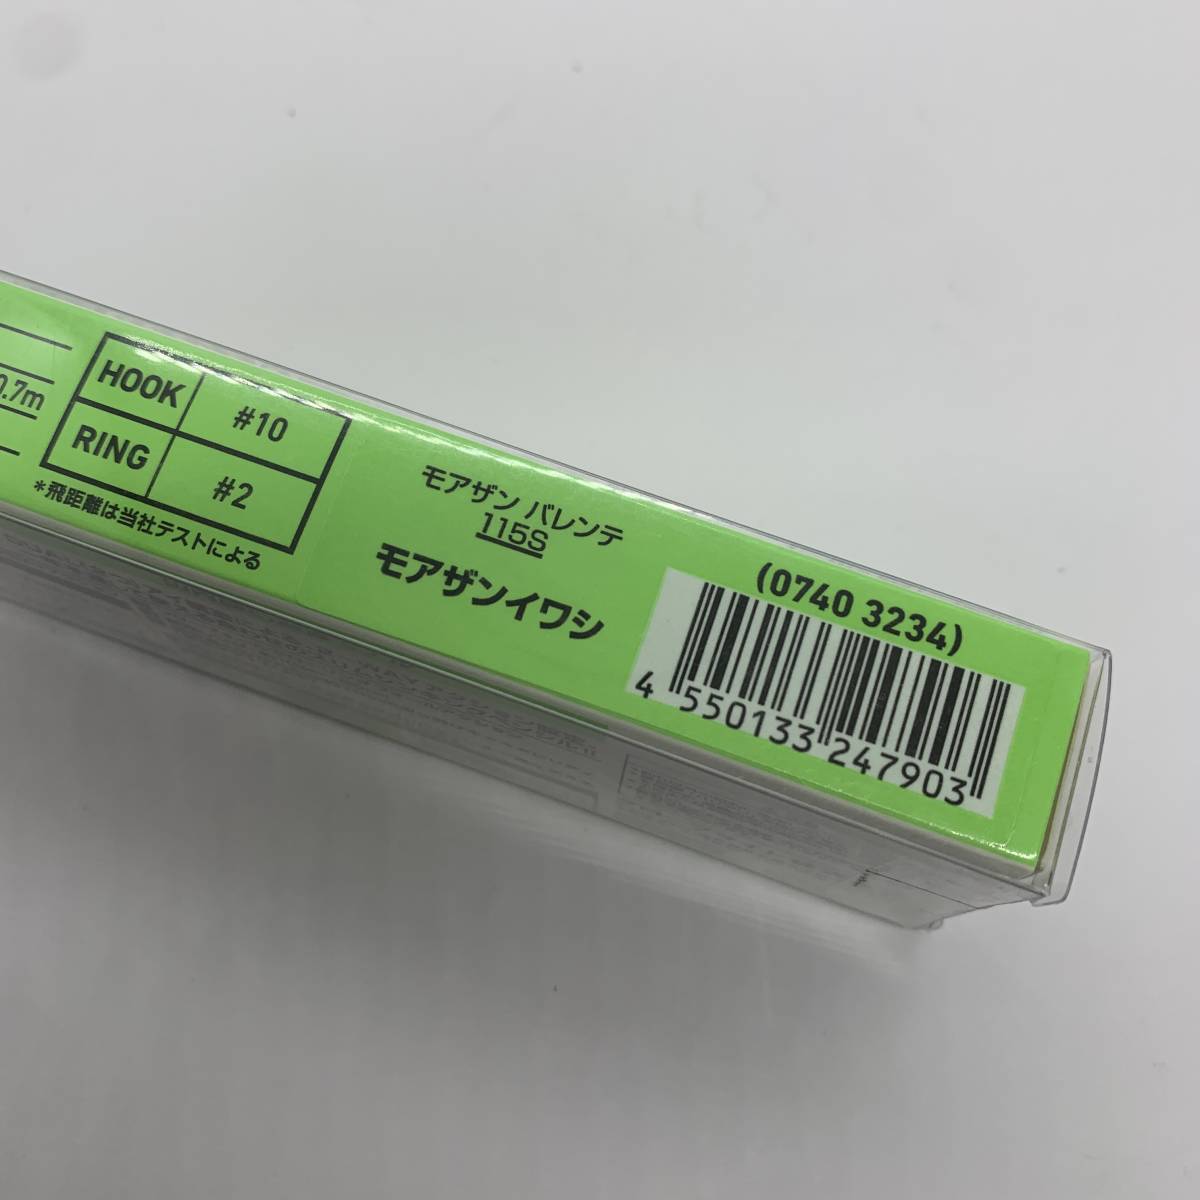 0.7m
HOOK #10
RING #2
*飛距離は当社テストによる
モアザン バレンテ
115S
モアザンイワシ
(0740 3234)
4 550133 247903